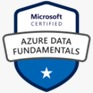 Microsoft
CERTIFIED
AZURE DATA
FUNDAMENTALS